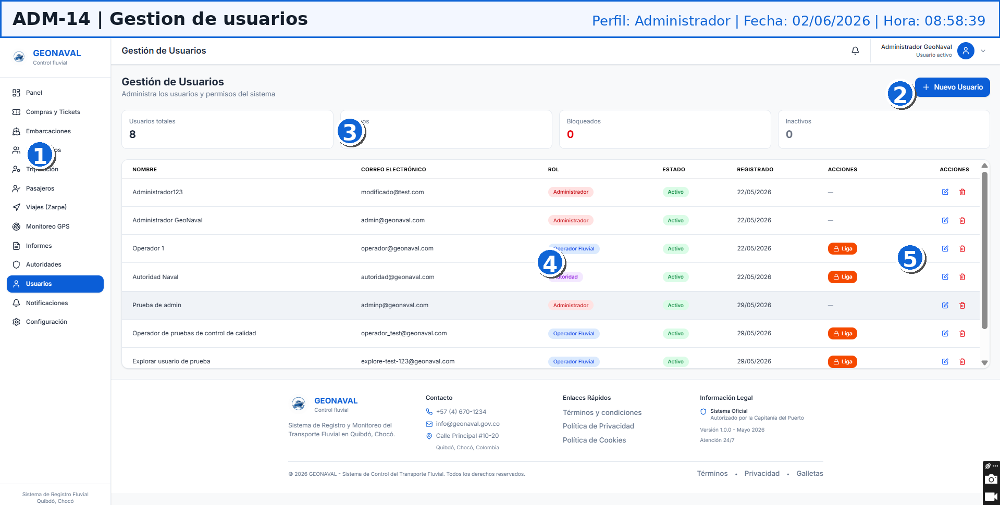 ADM-14 | Gestion de usuarios
Perfil: Administrador | Fecha: 02/06/2026 | Hora: 08:58:39
GEONAVAL
Control fluvial
Gestión de Usuarios
Administrador GeoNaval
Usuario activo
Panel
Compras y Tickets
Embarcaciones
1
Pasajeros
Viajes (Zarpe)
Monitoreo GPS
Informes
Autoridades
Usuarios
Notificaciones
Configuración
Sistema de Registro Fluvial
Quibdó, Chocó
Gestión de Usuarios
Administra los usuarios y permisos del sistema
2
+ Nuevo Usuario
Usuarios totales
8
3
Bloqueados
0
Inactivos
0
NOMBRE CORREO ELECTRÓNICO ROL ESTADO REGISTRADO ACCIONES ACCIONES
Administrador123 modificado@test.com Administrador Activo 22/05/2026 —
Administrador GeoNaval admin@geonaval.com Administrador Activo 22/05/2026 —
Operador 1 operador@geonaval.com Operador Fluvial Activo 22/05/2026 Liga
4
5
Autoridad Naval autoridad@geonaval.com Activo 22/05/2026 Liga
Prueba de admin adminp@geonaval.com Administrador Activo 29/05/2026 —
Operador de pruebas de control de calidad operador_test@geonaval.com Operador Fluvial Activo 29/05/2026 Liga
Explorar usuario de prueba explore-test-123@geonaval.com Operador Fluvial Activo 29/05/2026 Liga
GEONAVAL
Control fluvial
Sistema de Registro y Monitoreo del
Transporte Fluvial en Quibdó, Chocó.
Contacto
+57 (4) 670-1234
info@geonaval.gov.co
Calle Principal #10-20
Quibdó, Chocó, Colombia
Enlaces Rápidos
Términos y condiciones
Política de Privacidad
Política de Cookies
Información Legal
Sistema Oficial
Autorizado por la Capitanía del Puerto
Versión 1.0.0 - Mayo 2026
Atención 24/7
© 2026 GEONAVAL - Sistema de Control del Transporte Fluvial. Todos los derechos reservados.
Términos • Privacidad • Galletas